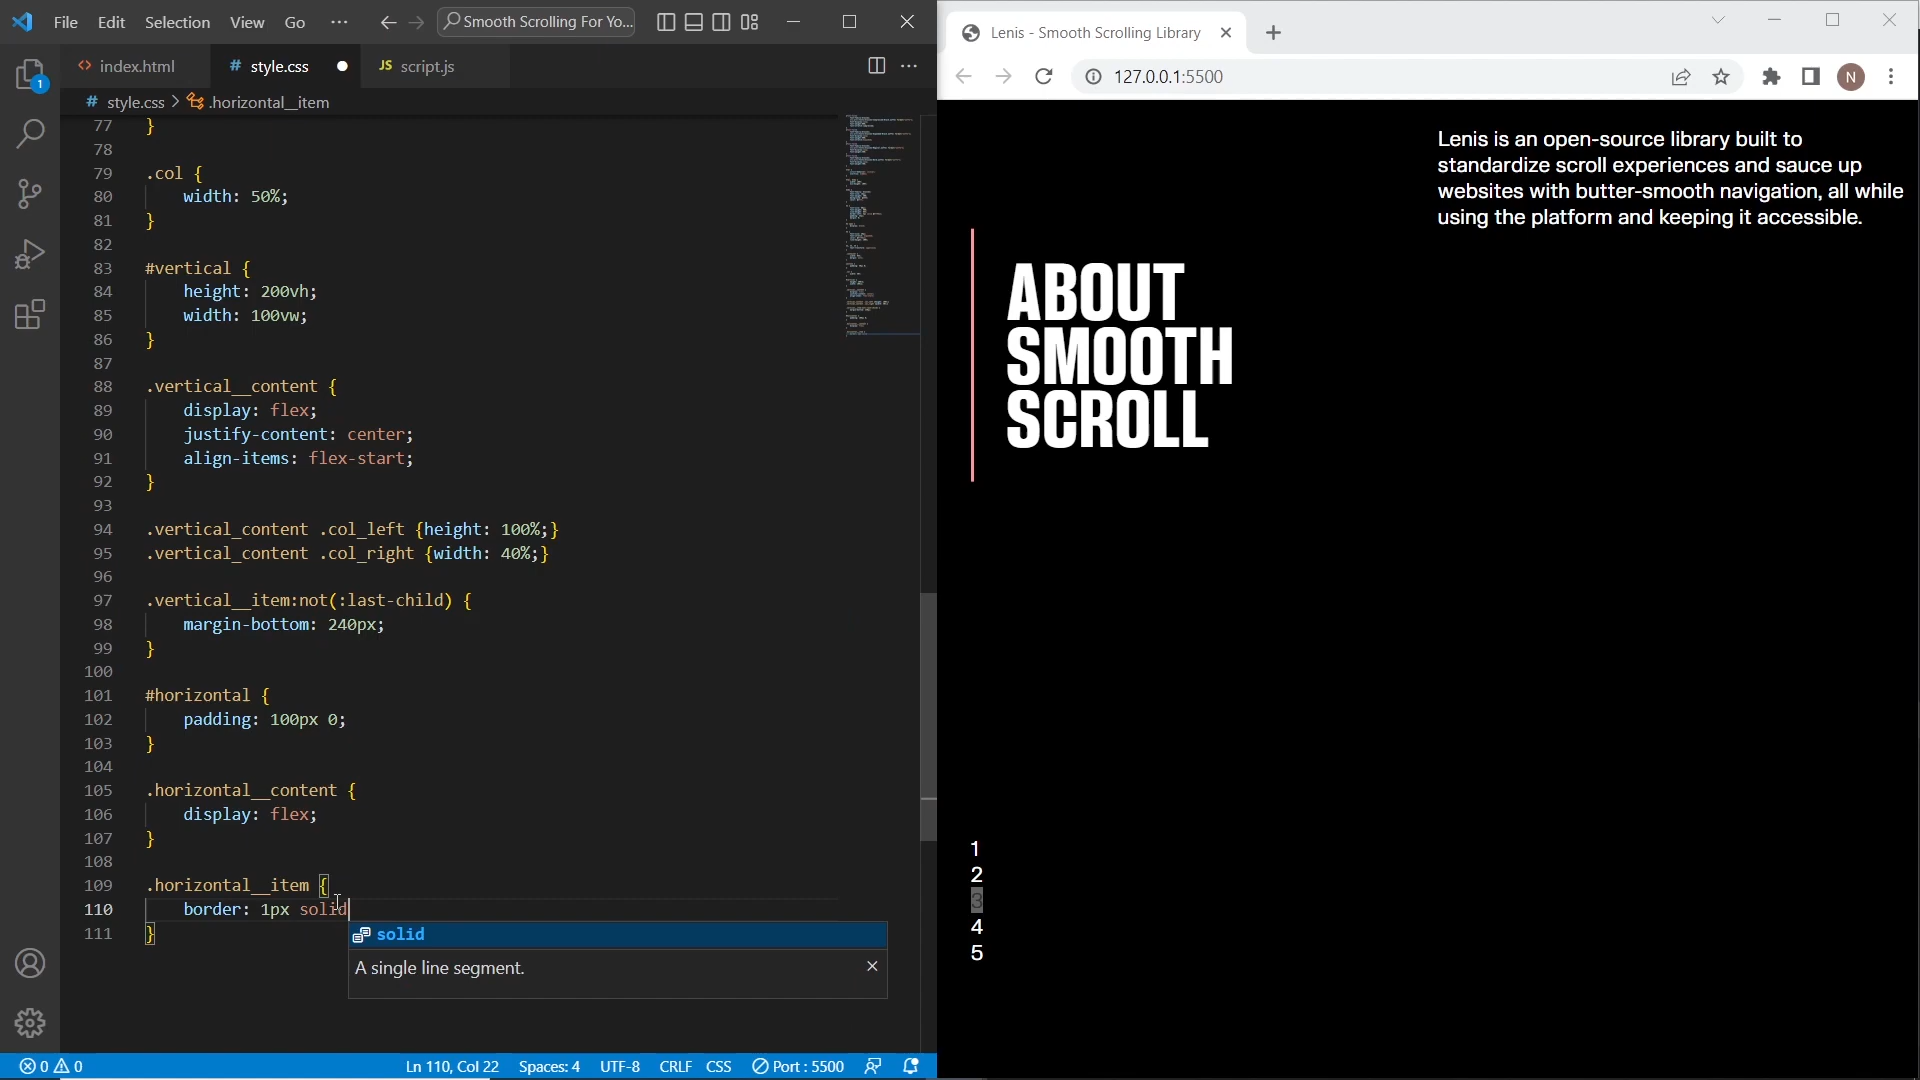 File Edit Selection View Go ··· Smooth Scrolling For Yo...
index.html style.css JS script.js
# style.css > .horizontal__item
77 }
78
79 .col {
80 width: 50%;
81 }
82
83 #vertical {
84 height: 200vh;
85 width: 100vw;
86 }
87
88 .vertical__content {
89 display: flex;
90 justify-content: center;
91 align-items: flex-start;
92 }
93
94 .vertical_content .col_left {height: 100%;}
95 .vertical_content .col_right {width: 40%;}
96
97 .vertical__item:not(:last-child) {
98 margin-bottom: 240px;
99 }
100
101 #horizontal {
102 padding: 100px 0;
103 }
104
105 .horizontal__content {
106 display: flex;
107 }
108
109 .horizontal__item {
110 border: 1px solid
111 }
solid
A single line segment.
1
0 0 Ln 110, Col 22 Spaces: 4 UTF-8 CRLF CSS Port : 5500
Lenis - Smooth Scrolling Library
127.0.0.1:5500 N
Lenis is an open-source library built to
standardize scroll experiences and sauce up
websites with butter-smooth navigation, all while
using the platform and keeping it accessible.
ABOUT
SMOOTH
SCROLL
1
2
3
4
5